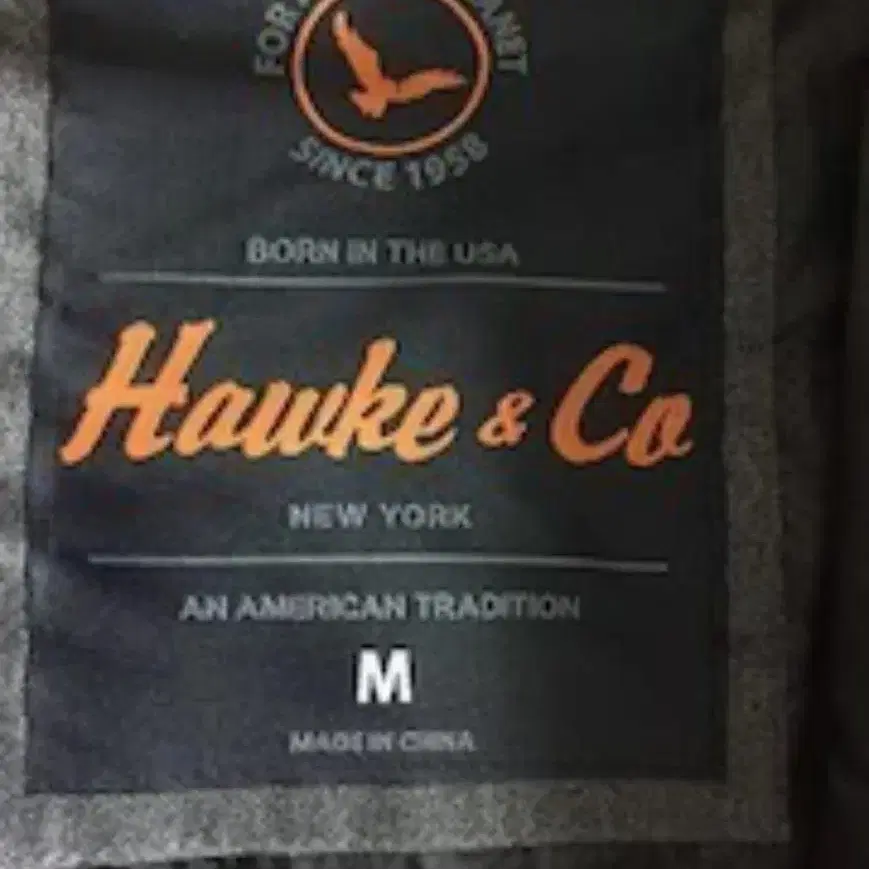 SINCE 1958
BORN IN THE USA
Hawke & Co
NEW YORK
AN AMERICAN TRADITION
M
MADE IN CHINA